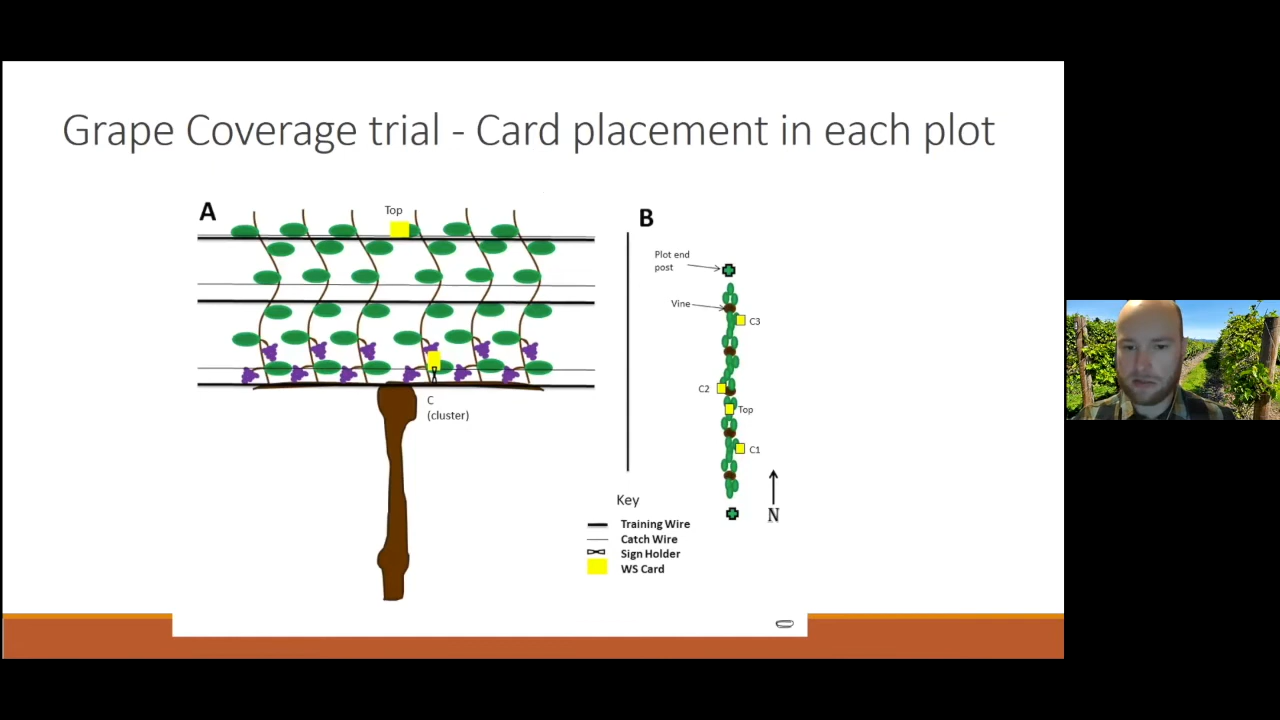 Grape Coverage trial - Card placement in each plot
A
Top
C
(cluster)
B
Plot end
post
Vine
C3
C2
Top
C1
N
Key
Training Wire
Catch Wire
Sign Holder
WS Card